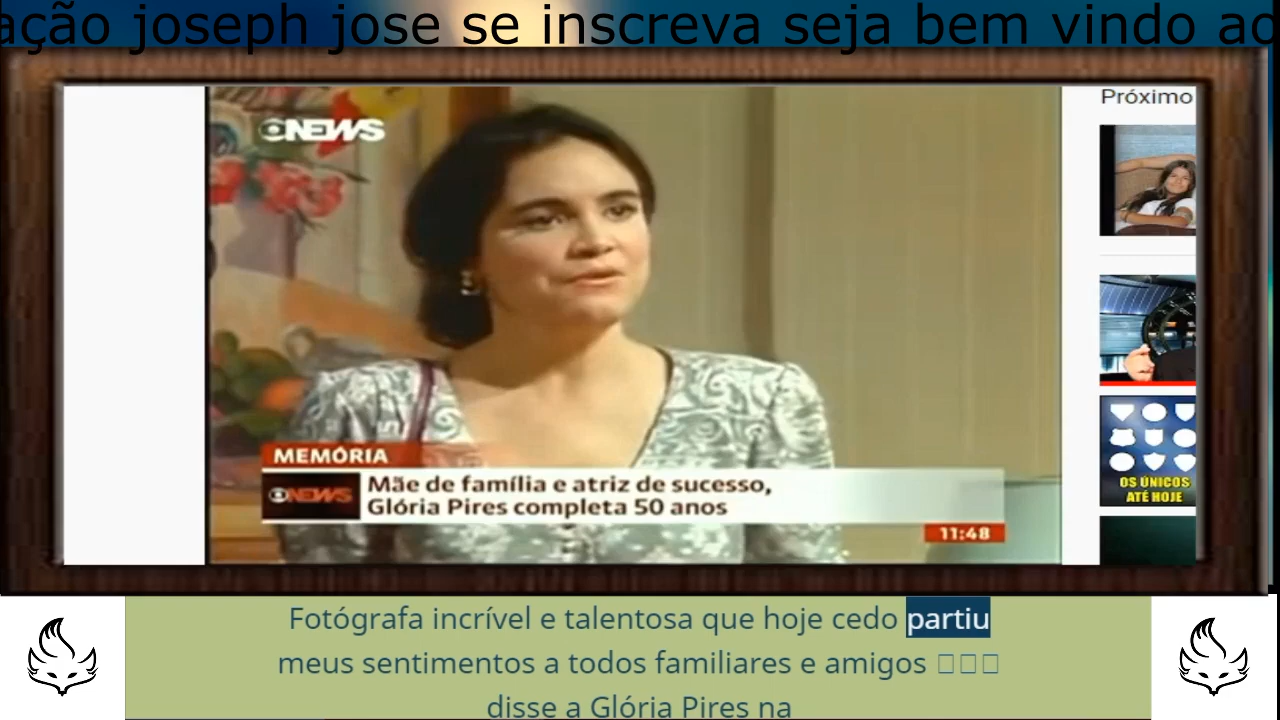 ação joseph jose se inscreva seja bem vindo ao
Próximo
NEWS
MEMÓRIA
NEWS
Mãe de família e atriz de sucesso,
Glória Pires completa 50 anos
11:48
OS ÚNICOS
ATÉ HOJE
Fotógrafa incrível e talentosa que hoje cedo partiu
meus sentimentos a todos familiares e amigos
disse a Glória Pires na